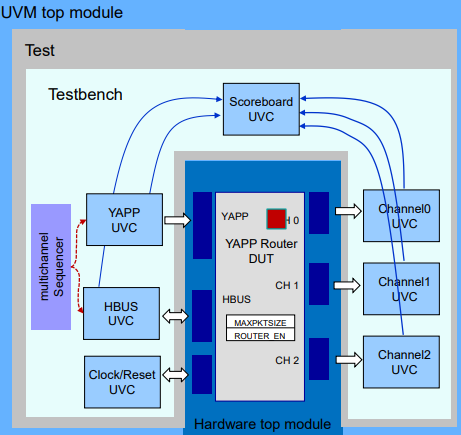 UVM top module
Test
Testbench
Scoreboard
UVC
YAPP
UVC
multichannel
Sequencer
HBUS
UVC
Clock/Reset
UVC
YAPP
H 0
YAPP Router
DUT
CH 1
HBUS
MAXPKTSIZE
ROUTER_EN
CH 2
Channel0
UVC
Channel1
UVC
Channel2
UVC
Hardware top module